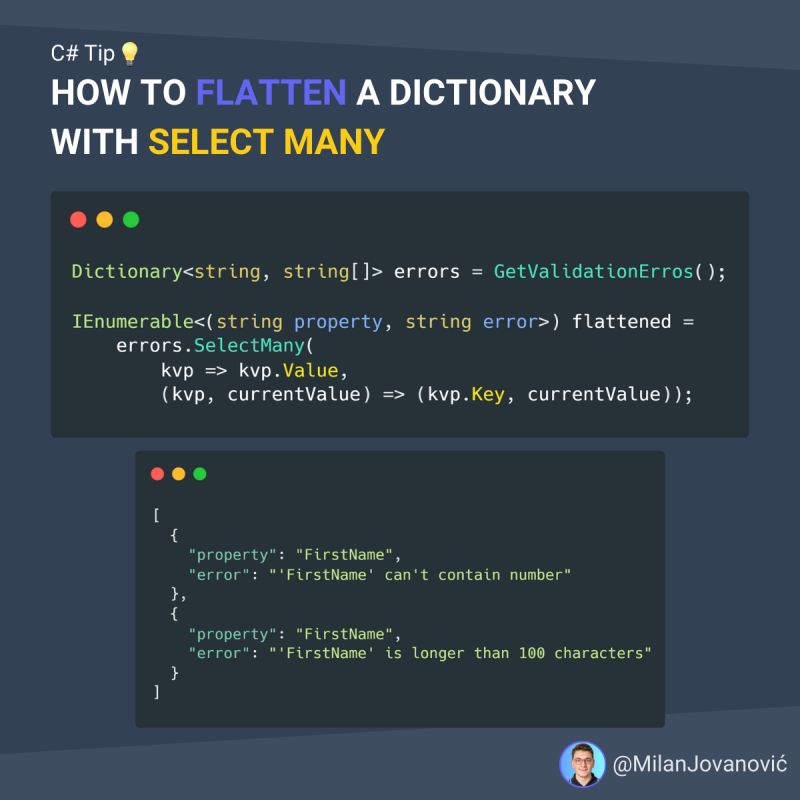 C# Tip💡
HOW TO FLATTEN A DICTIONARY
WITH SELECT MANY
Dictionary<string, string[]> errors = GetValidationErros();
IEnumerable<(string property, string error>) flattened =
    errors.SelectMany(
        kvp => kvp.Value,
        (kvp, currentValue) => (kvp.Key, currentValue));
[
  {
    "property": "FirstName",
    "error": "'FirstName' can't contain number"
  },
  {
    "property": "FirstName",
    "error": "'FirstName' is longer than 100 characters"
  }
]
@MilanJovanović